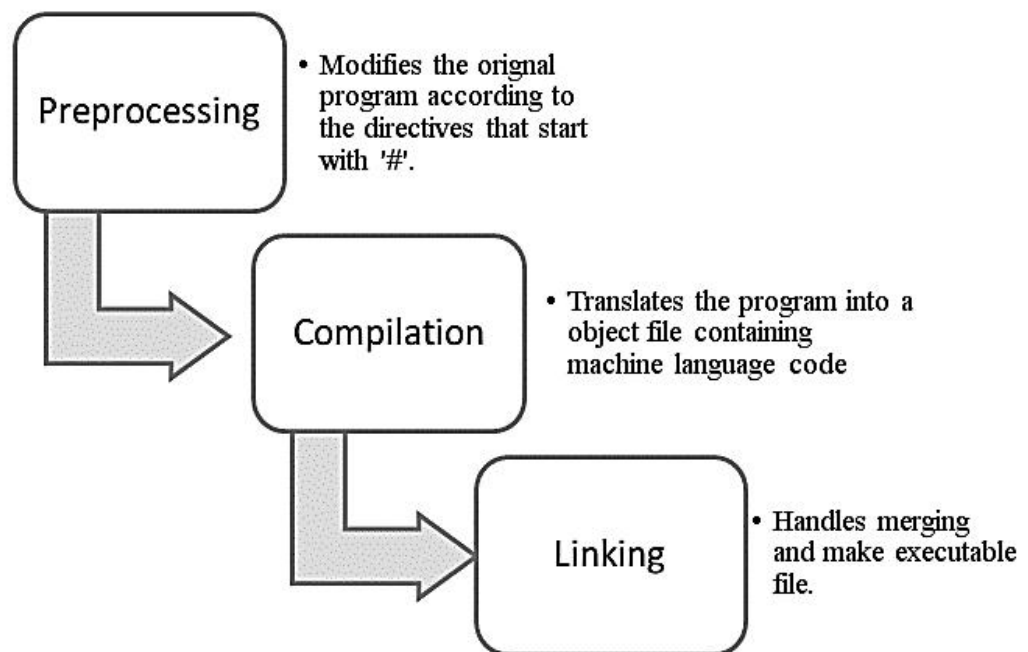 Preprocessing
• Modifies the orignal
program according to
the directives that start
with '#'.
Compilation
• Translates the program into a
object file containing
machine language code
Linking
• Handles merging
and make executable
file.